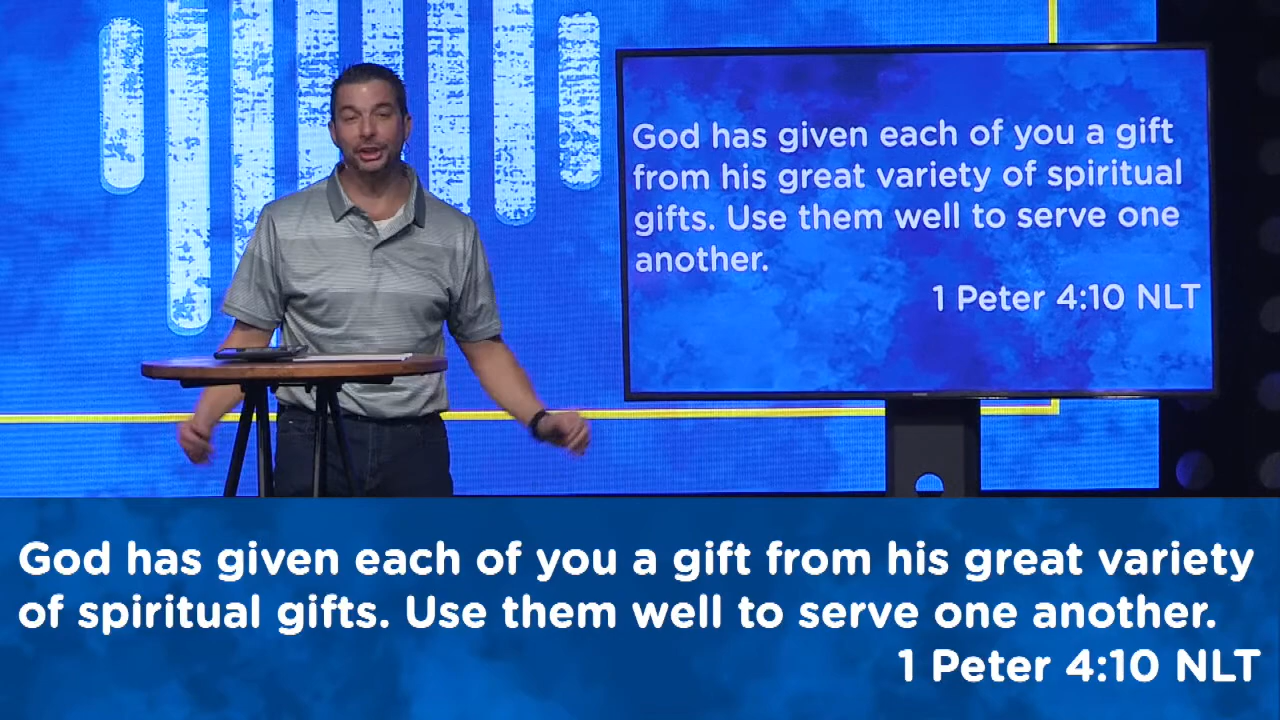 God has given each of you a gift
from his great variety of spiritual
gifts. Use them well to serve one
another.
1 Peter 4:10 NLT
God has given each of you a gift from his great variety
of spiritual gifts. Use them well to serve one another.
1 Peter 4:10 NLT